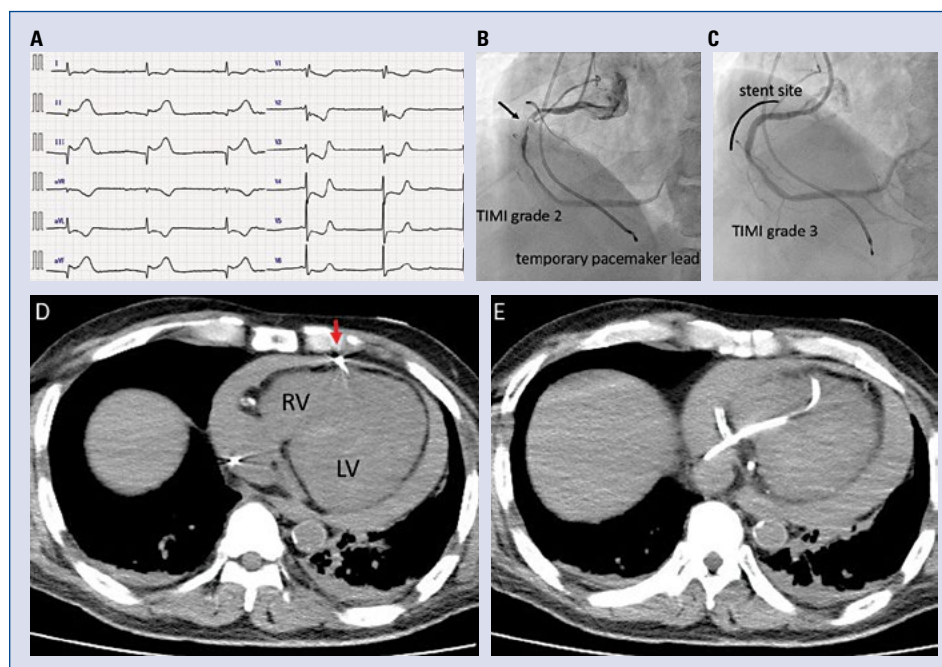 A
B
C
I
V1
II
V2
III
V3
aVR
V4
aVL
V5
aVF
V6
TIMI grade 2
temporary pacemaker lead
stent site
TIMI grade 3
D
RV
LV
E